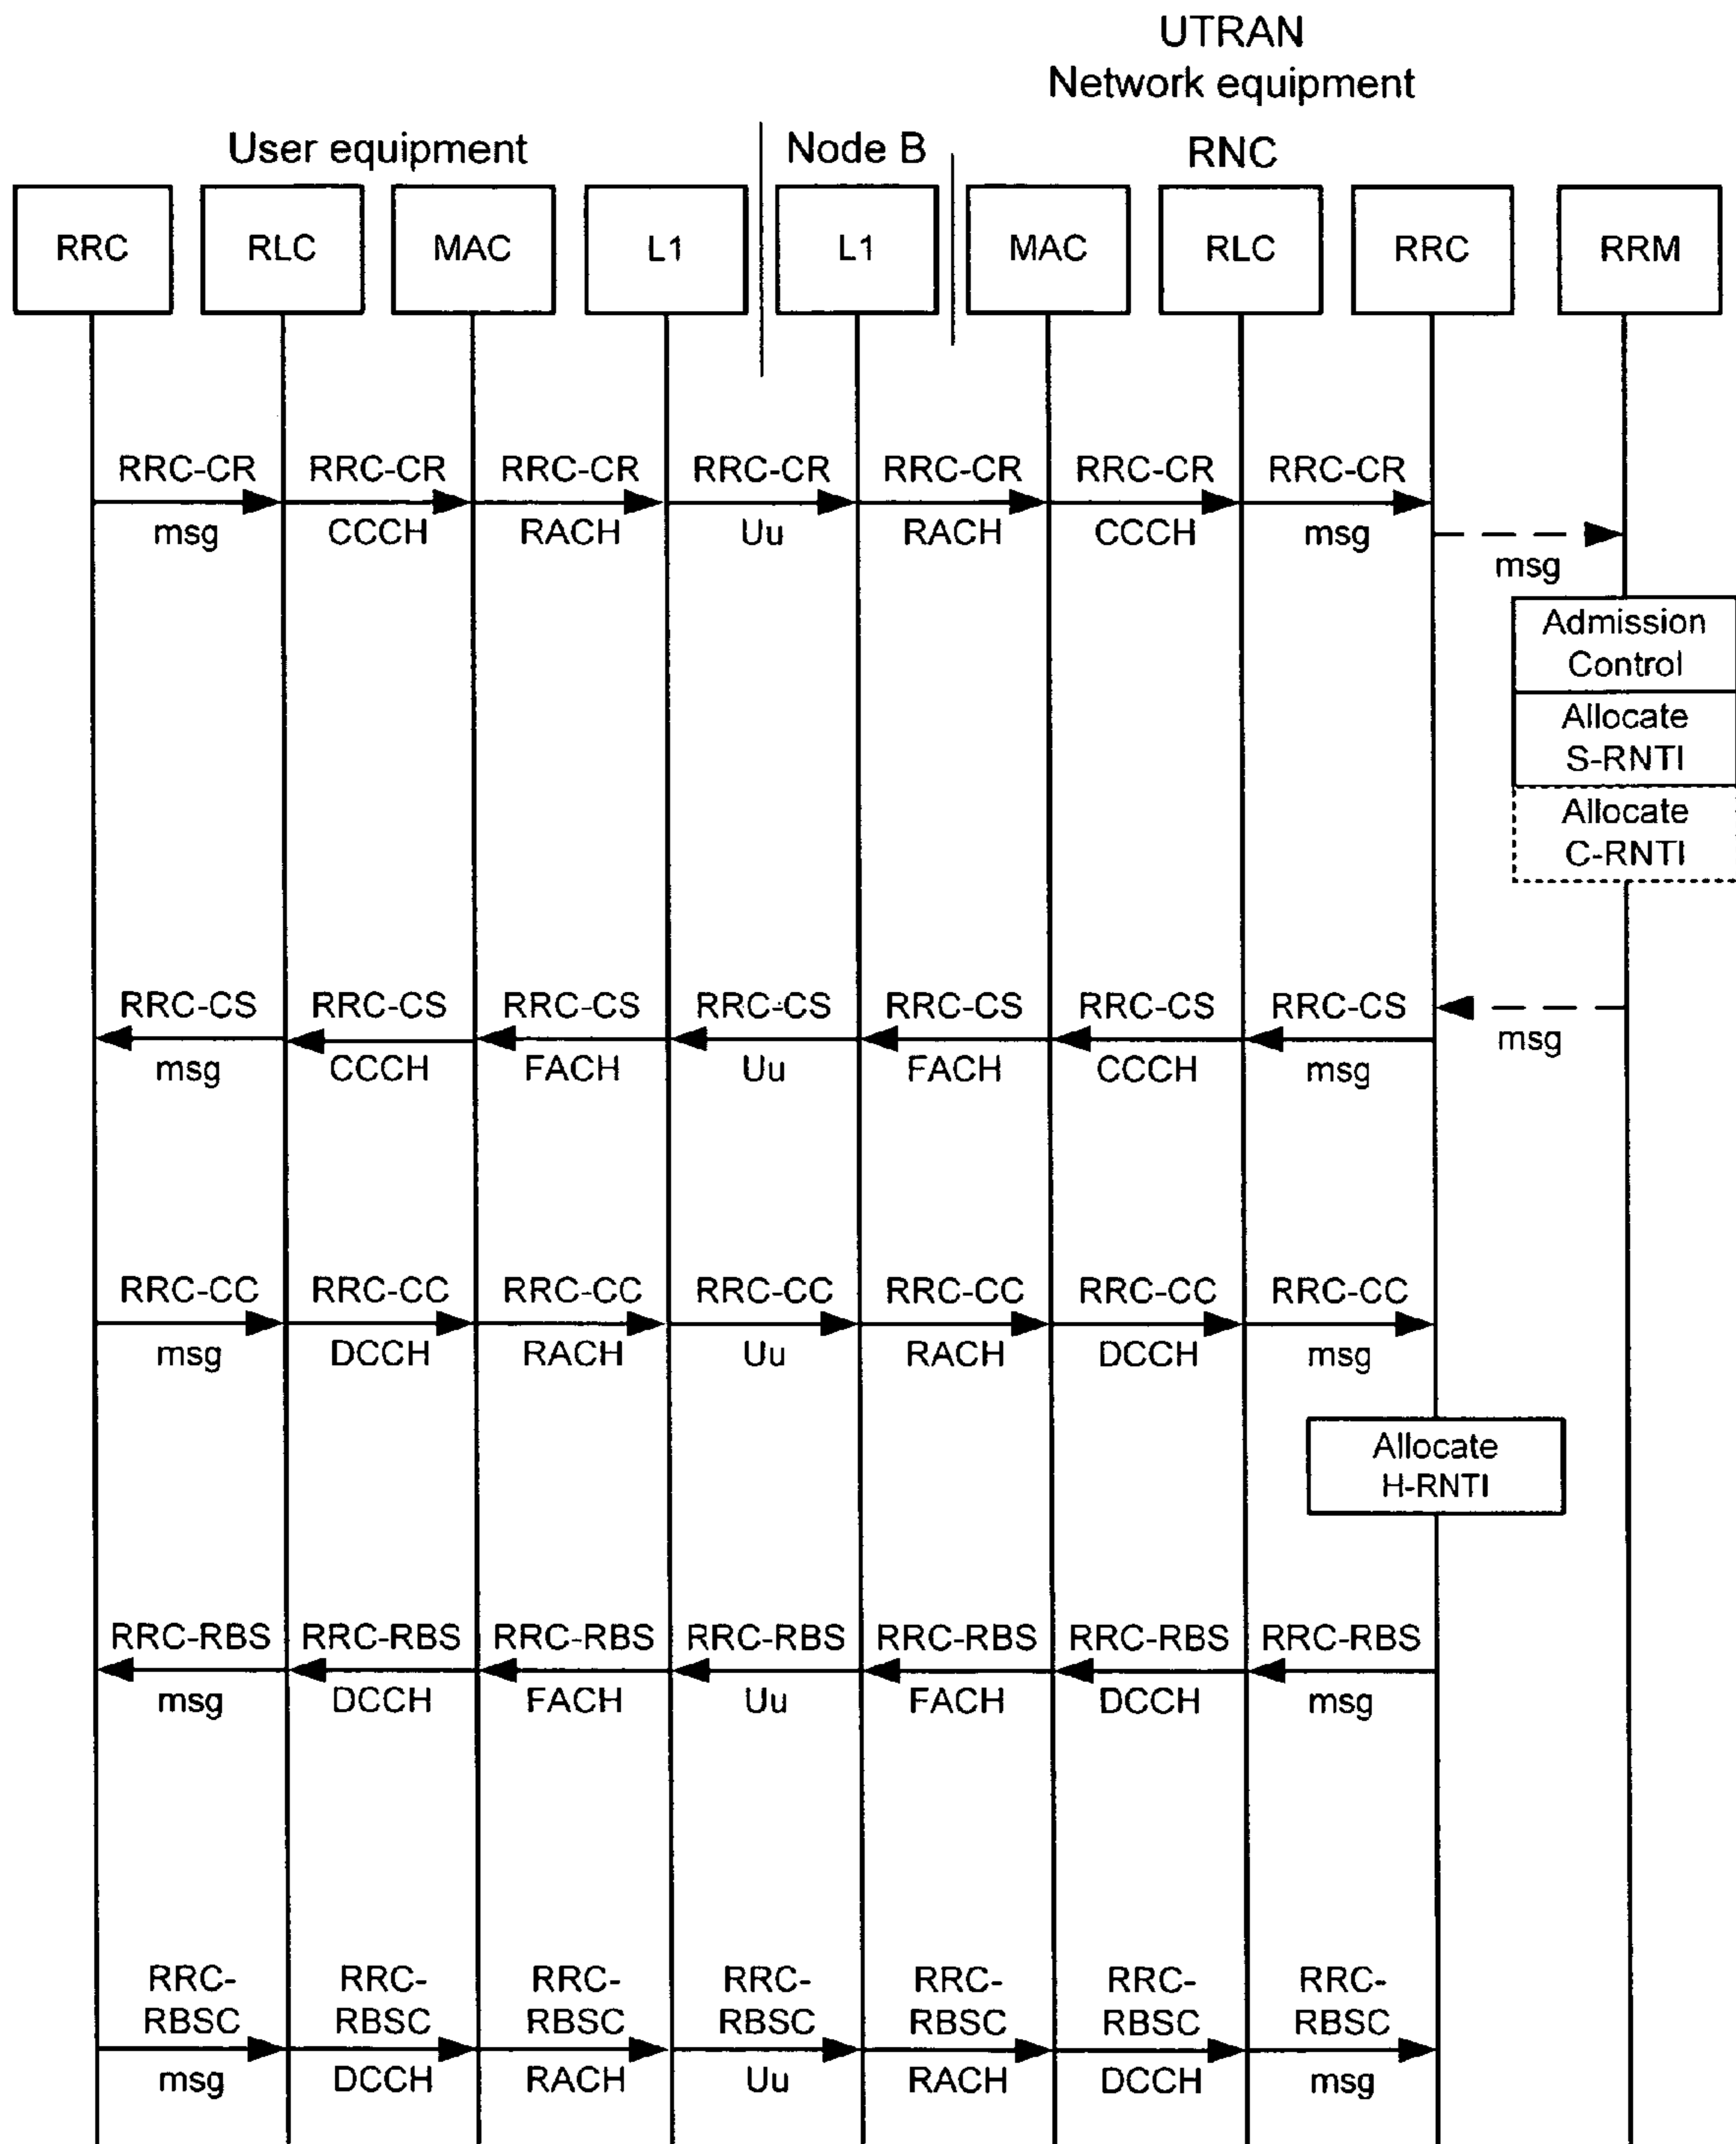 UTRAN
Network equipment
User equipment
Node B
RNC
RRC
RLC
MAC
L1
L1
MAC
RLC
RRC
RRM
RRC-CR RRC-CR RRC-CR RRC-CR RRC-CR RRC-CR RRC-CR
msg CCCH RACH Uu RACH CCCH msg
msg
Admission
Control
Allocate
S-RNTI
Allocate
C-RNTI
RRC-CS RRC-CS RRC-CS RRC-CS RRC-CS RRC-CS RRC-CS
msg
msg CCCH FACH Uu FACH CCCH msg
RRC-CC RRC-CC RRC-CC RRC-CC RRC-CC RRC-CC RRC-CC
msg DCCH RACH Uu RACH DCCH msg
Allocate
H-RNTI
RRC-RBS RRC-RBS RRC-RBS RRC-RBS RRC-RBS RRC-RBS RRC-RBS
msg DCCH FACH Uu FACH DCCH msg
RRC- RRC- RRC- RRC- RRC- RRC- RRC-
RBSC RBSC RBSC RBSC RBSC RBSC RBSC
msg DCCH RACH Uu RACH DCCH msg